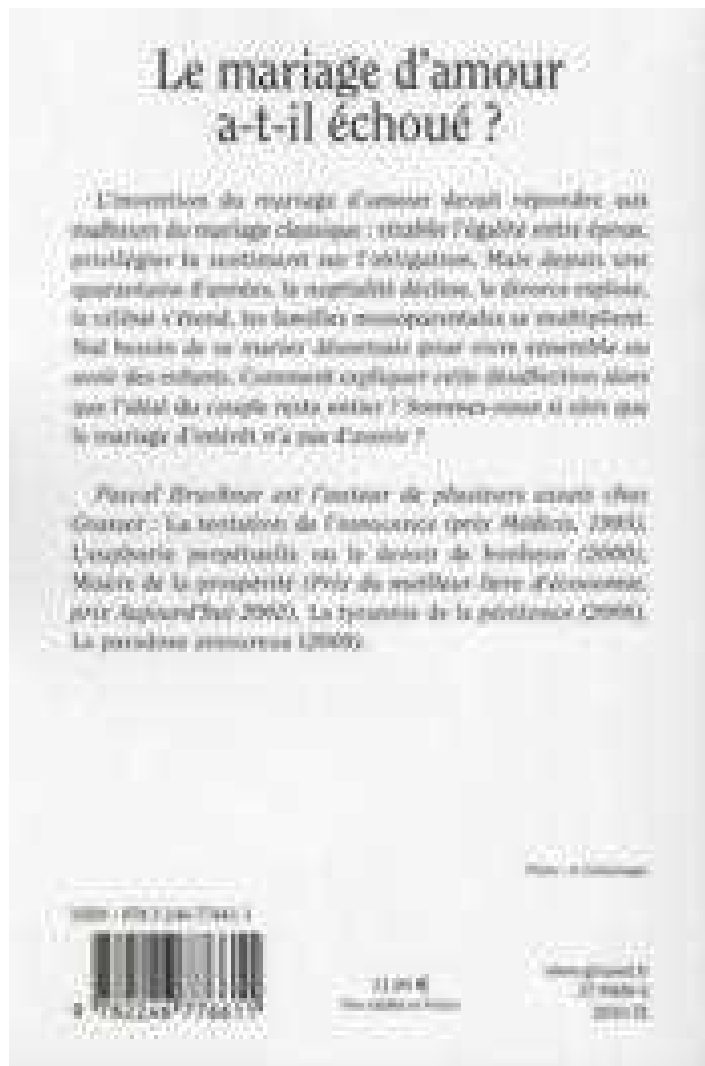 Le mariage d'amour
a-t-il échoué ?
L'invention du mariage d'amour devait répondre aux
malheurs du mariage classique : rétablir l'égalité entre époux,
privilégier le sentiment sur l'obligation. Mais depuis une
quarantaine d'années, la nuptialité décline, le divorce explose,
le célibat s'étend, les familles monoparentales se multiplient.
Nul besoin de se marier désormais pour vivre ensemble ou
avoir des enfants. Comment expliquer cette désaffection alors
que l'idéal du couple reste entier ? Sommes-nous si sûrs que
le mariage d'intérêt n'a pas d'avenir ?
Pascal Bruckner est l'auteur de plusieurs essais chez
Grasset : La tentation de l'innocence (prix Médicis, 1995),
L'euphorie perpétuelle ou le devoir de bonheur (2000),
Misère de la prospérité (Prix du meilleur livre d'économie,
prix Aujourd'hui 2002), La tyrannie de la pénitence (2006),
Le paradoxe amoureux (2009).
9 782246 776611